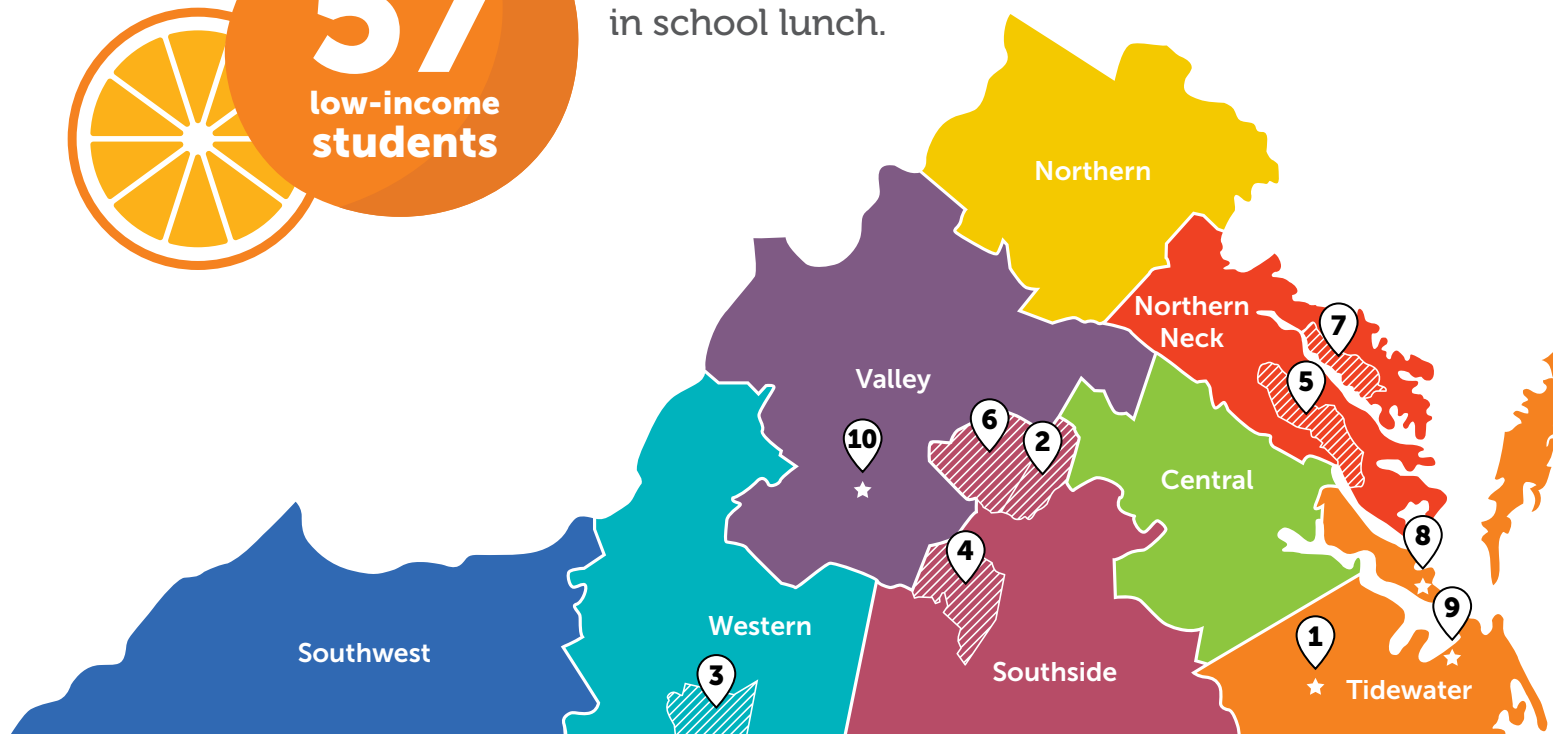 in school lunch.
57
low-income
students
Northern
Northern
Neck
7
5
Valley
6
2
10
Central
4
8
9
1
Western
Southwest
3
Southside
Tidewater